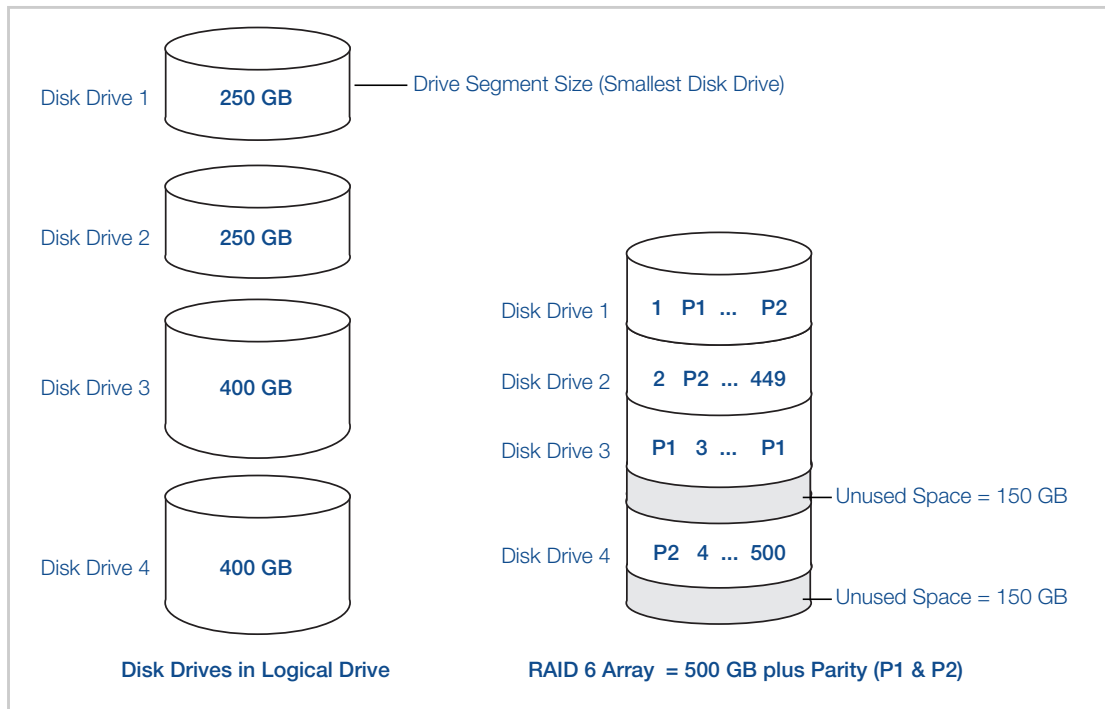 Disk Drive 1
250 GB
Drive Segment Size (Smallest Disk Drive)
Disk Drive 2
250 GB
Disk Drive 3
400 GB
Disk Drive 4
400 GB
Disk Drives in Logical Drive
Disk Drive 1
1 P1 ... P2
Disk Drive 2
2 P2 ... 449
Disk Drive 3
P1 3 ... P1
Unused Space = 150 GB
Disk Drive 4
P2 4 ... 500
Unused Space = 150 GB
RAID 6 Array = 500 GB plus Parity (P1 & P2)